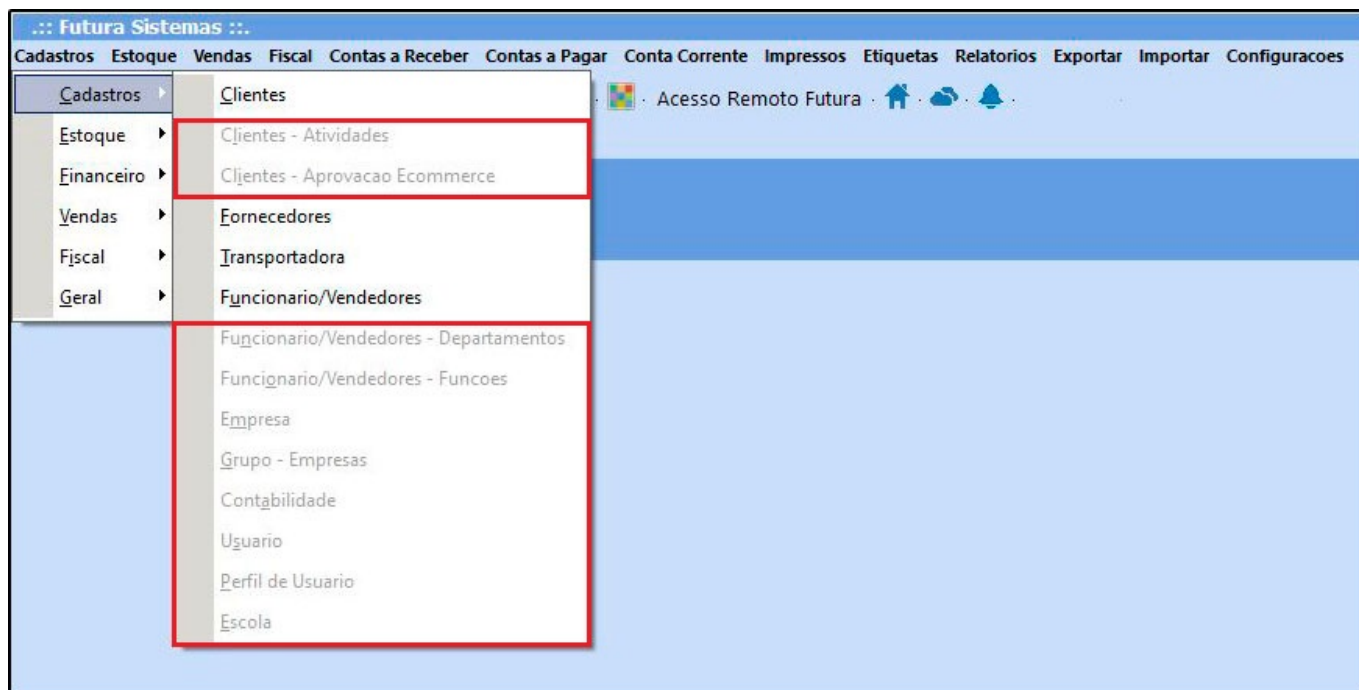 .:: Futura Sistemas ::.
Cadastros Estoque Vendas Fiscal Contas a Receber Contas a Pagar Conta Corrente Impressos Etiquetas Relatorios Exportar Importar Configuracoes
Acesso Remoto Futura
Cadastros
Estoque
Financeiro
Vendas
Fiscal
Geral
Clientes
Clientes - Atividades
Clientes - Aprovacao Ecommerce
Fornecedores
Transportadora
Funcionario/Vendedores
Funcionario/Vendedores - Departamentos
Funcionario/Vendedores - Funcoes
Empresa
Grupo - Empresas
Contabilidade
Usuario
Perfil de Usuario
Escola